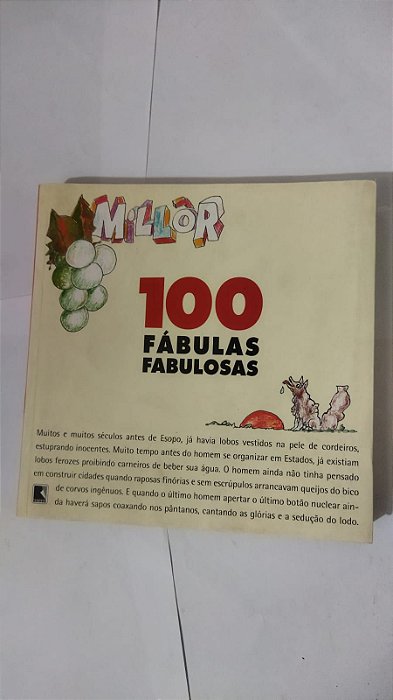 MiLLÔR
100
FÁBULAS
FABULOSAS
Muitos e muitos séculos antes de Esopo, já havia lobos vestidos na pele de cordeiros,
estuprando inocentes. Muito tempo antes do homem se organizar em Estados, já existiam
lobos ferozes proibindo carneiros de beber sua água. O homem ainda não tinha pensado
em construir cidades quando raposas finórias e sem escrúpulos arrancavam queijos do bico
de corvos ingênuos. E quando o último homem apertar o último botão nuclear ain-
da haverá sapos coaxando nos pântanos, cantando as glórias e a sedução do lodo.